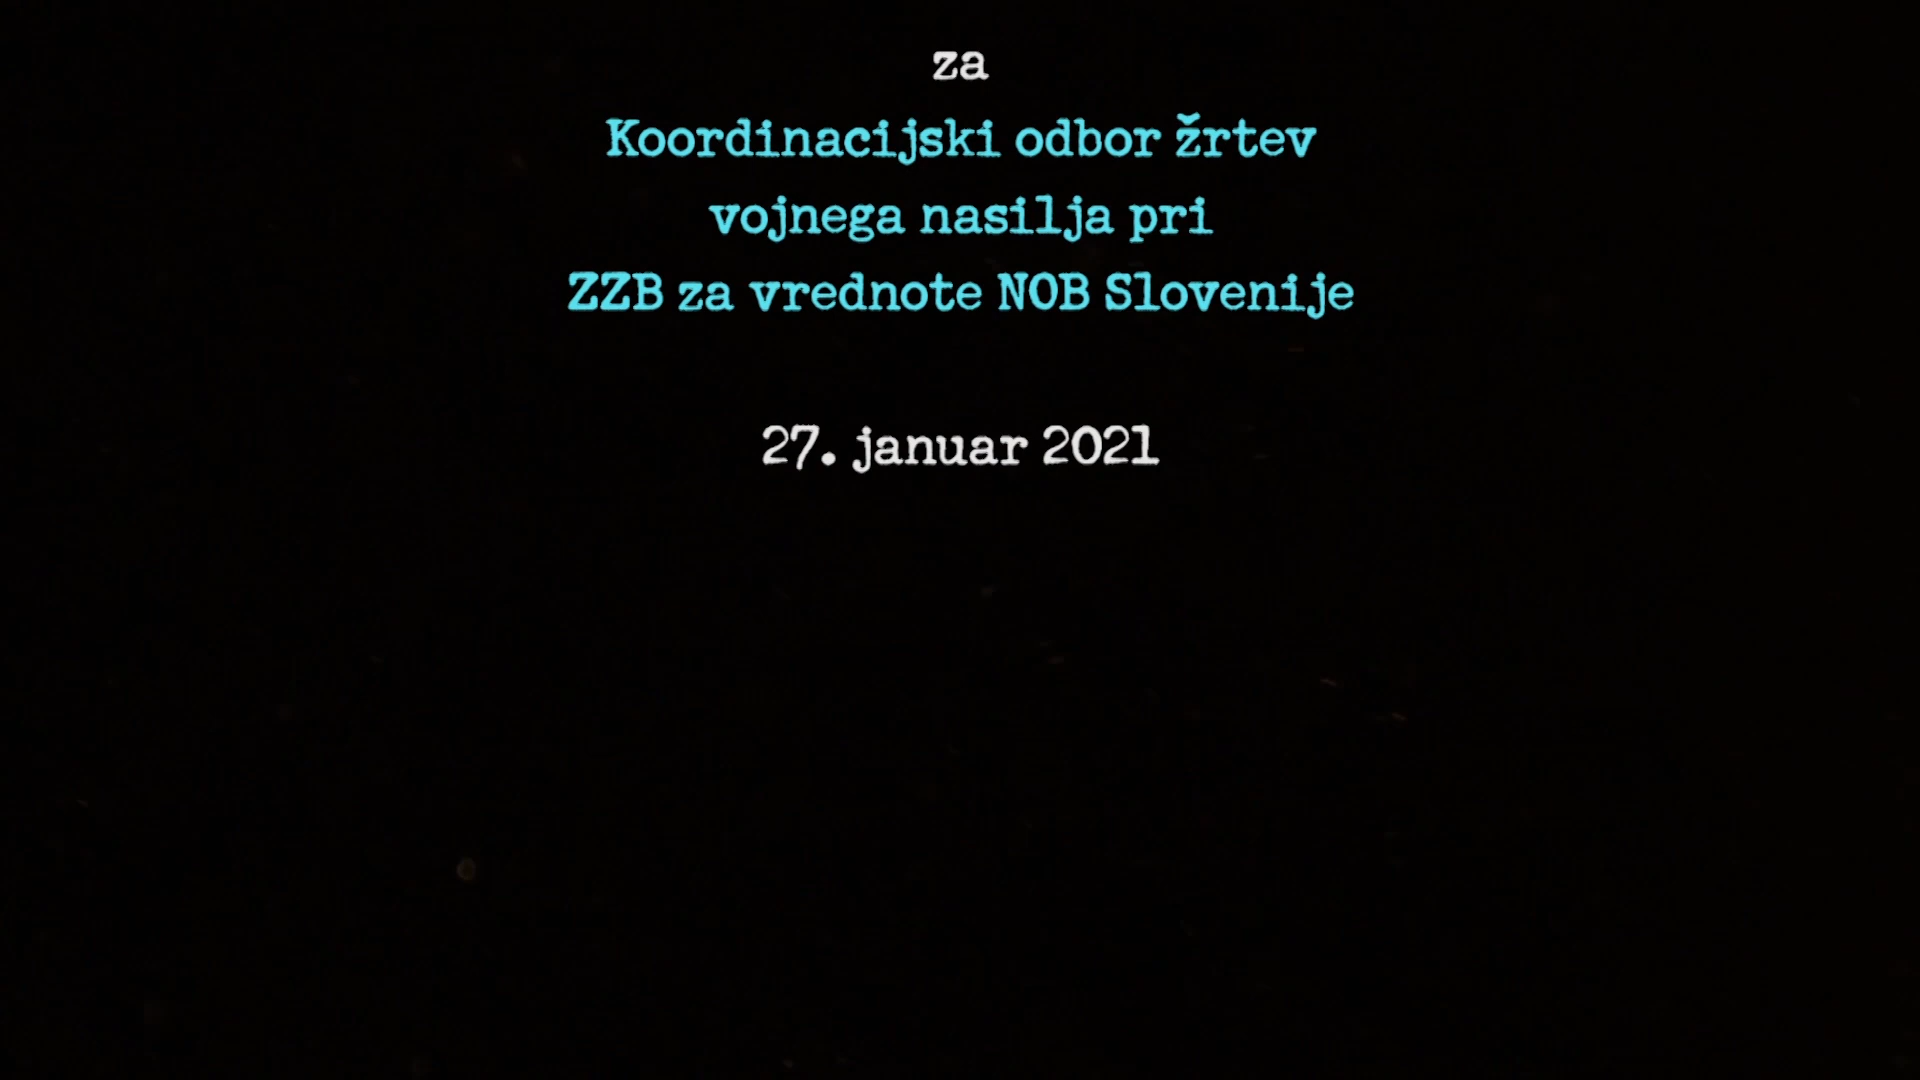 za
Koordinacijski odbor žrtev
vojnega nasilja pri
ZZB za vrednote NOB Slovenije
27. januar 2021